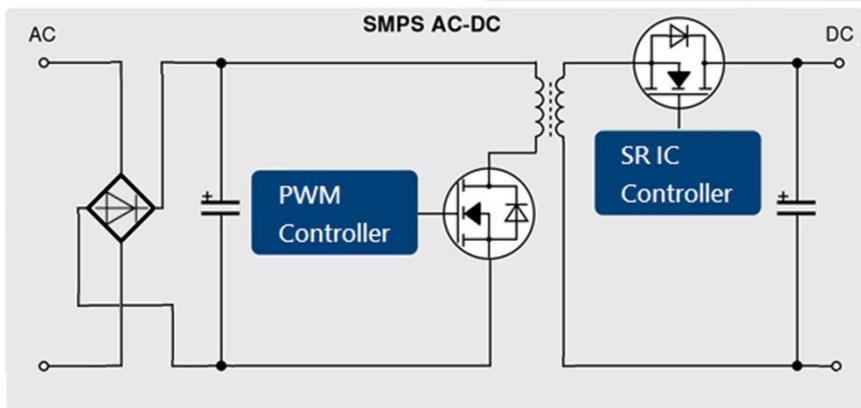 SMPS AC-DC
AC
DC
PWM
Controller
SR IC
Controller
+
+